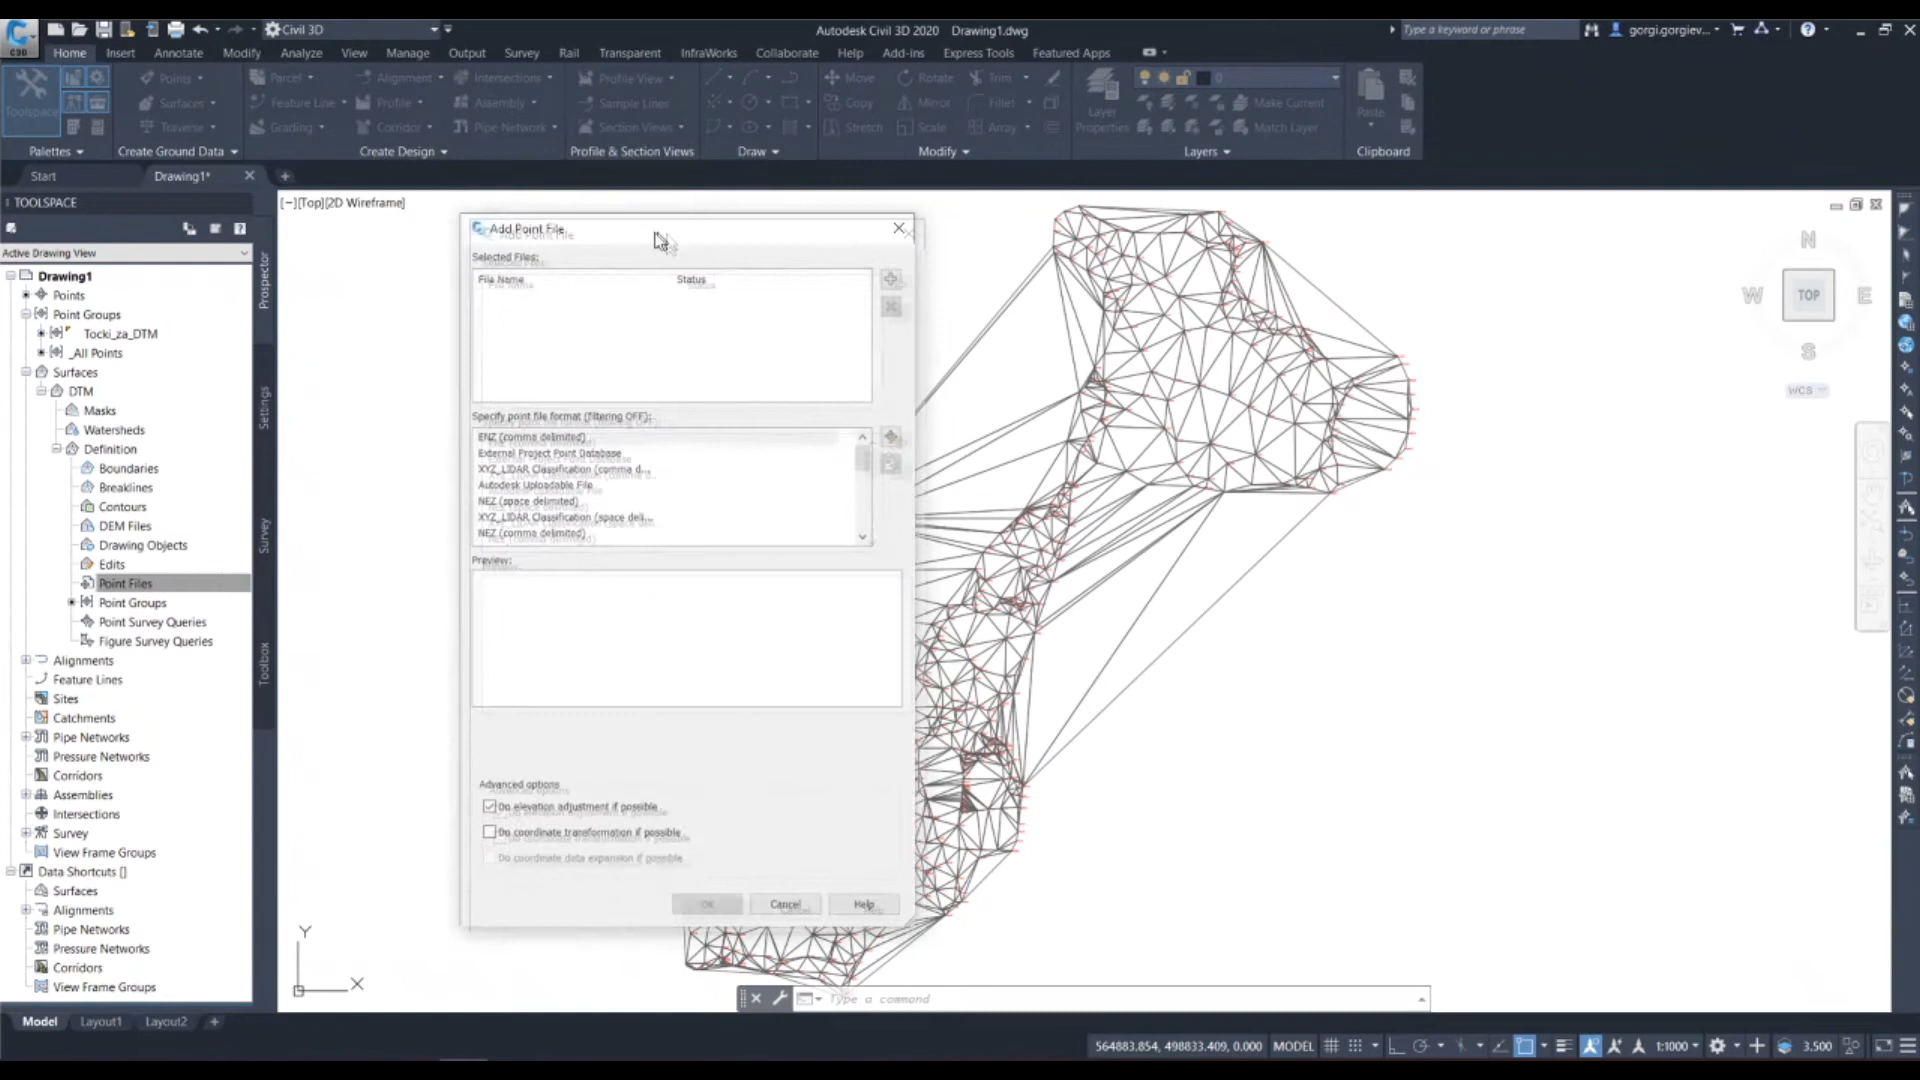 C3D
Civil 3D
Autodesk Civil 3D 2020 Drawing1.dwg
Type a keyword or phrase
gorgi.gorgiev...
Home Insert Annotate Modify Analyze View Manage Output Survey Rail Transparent InfraWorks Collaborate Help Add-ins Express Tools Featured Apps
Toolspace
Points Parcel Alignment Intersections Profile View Move Rotate Trim 0
Surfaces Feature Line Profile Assembly Sample Lines Copy Mirror Fillet Make Current
Traverse Grading Corridor Pipe Network Section Views Stretch Scale Array Match Layer
Layer
Properties
Paste
Palettes Create Ground Data Create Design Profile & Section Views Draw Modify Layers Clipboard
Start Drawing1*
TOOLSPACE
Active Drawing View
Drawing1
Points
Point Groups
Tocki_za_DTM
_All Points
Surfaces
DTM
Masks
Watersheds
Definition
Boundaries
Breaklines
Contours
DEM Files
Drawing Objects
Edits
Point Files
Point Groups
Point Survey Queries
Figure Survey Queries
Alignments
Feature Lines
Sites
Catchments
Pipe Networks
Pressure Networks
Corridors
Assemblies
Intersections
Survey
View Frame Groups
Data Shortcuts []
Surfaces
Alignments
Pipe Networks
Pressure Networks
Corridors
View Frame Groups
Prospector
Settings
Survey
Toolbox
[−][Top][2D Wireframe]
Add Point File
Selected Files:
File Name Status
Specify point file format (filtering OFF):
ENZ (comma delimited)
External Project Point Database
XYZ_LIDAR Classification (comma d...
Autodesk Uploadable File
NEZ (space delimited)
XYZ_LIDAR Classification (space deli...
NEZ (comma delimited)
Preview:
Advanced options
Do elevation adjustment if possible
Do coordinate transformation if possible
Do coordinate data expansion if possible
OK Cancel Help
N
W TOP E
S
WCS
Y
X
Type a command
Model Layout1 Layout2
564883.854, 498833.409, 0.000 MODEL 1:1000 3.500